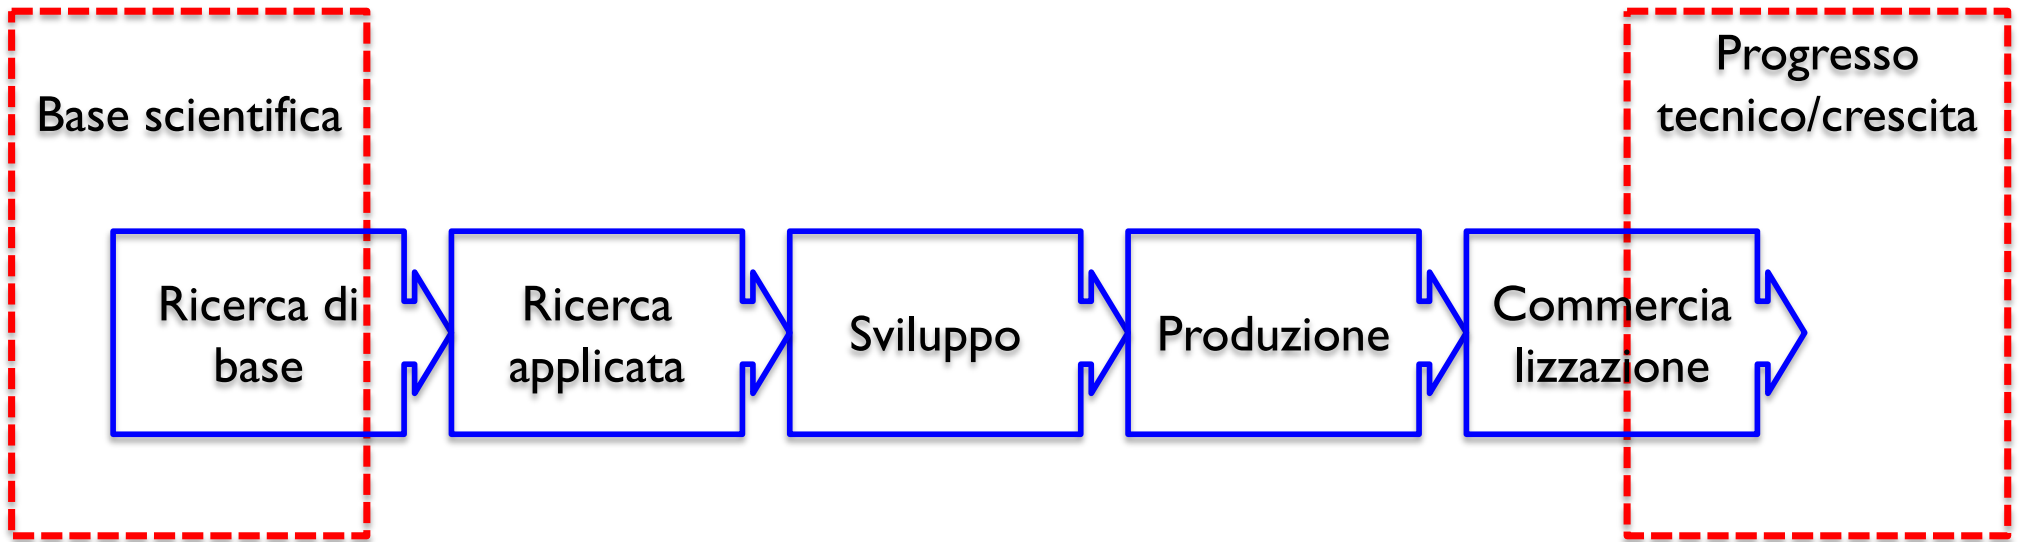 Base scientifica
Progresso
tecnico/crescita
Ricerca di
base
Ricerca
applicata
Sviluppo
Produzione
Commercia
lizzazione